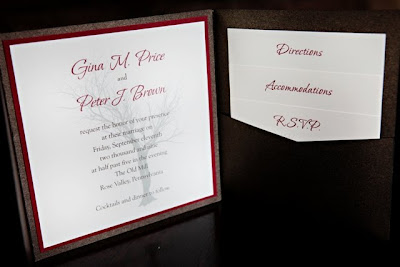 Gina M. Price
and
Peter J. Brown
request the honor of your presence
at their marriage on
Friday, September eleventh
two thousand and nine
at half past five in the evening
The Old Mill
Rose Valley, Pennsylvania
Cocktails and dinner to follow
Directions
Accommodations
R.S.V.P.